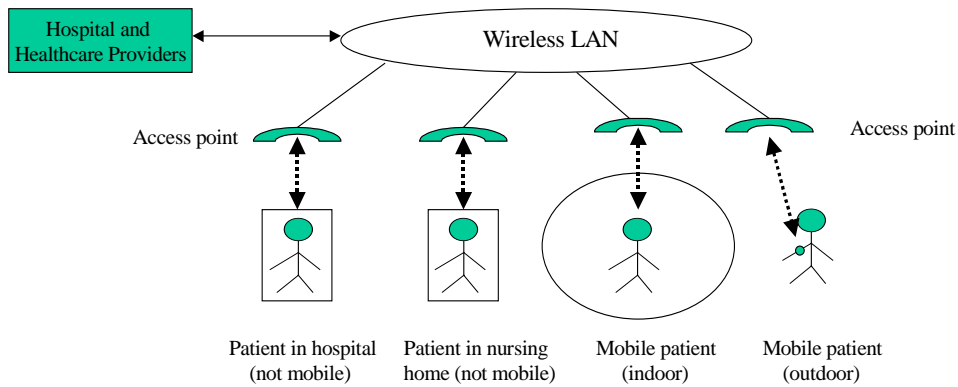 Hospital and
Healthcare Providers
Wireless LAN
Access point
Access point
Patient in hospital
(not mobile)
Patient in nursing
home (not mobile)
Mobile patient
(indoor)
Mobile patient
(outdoor)